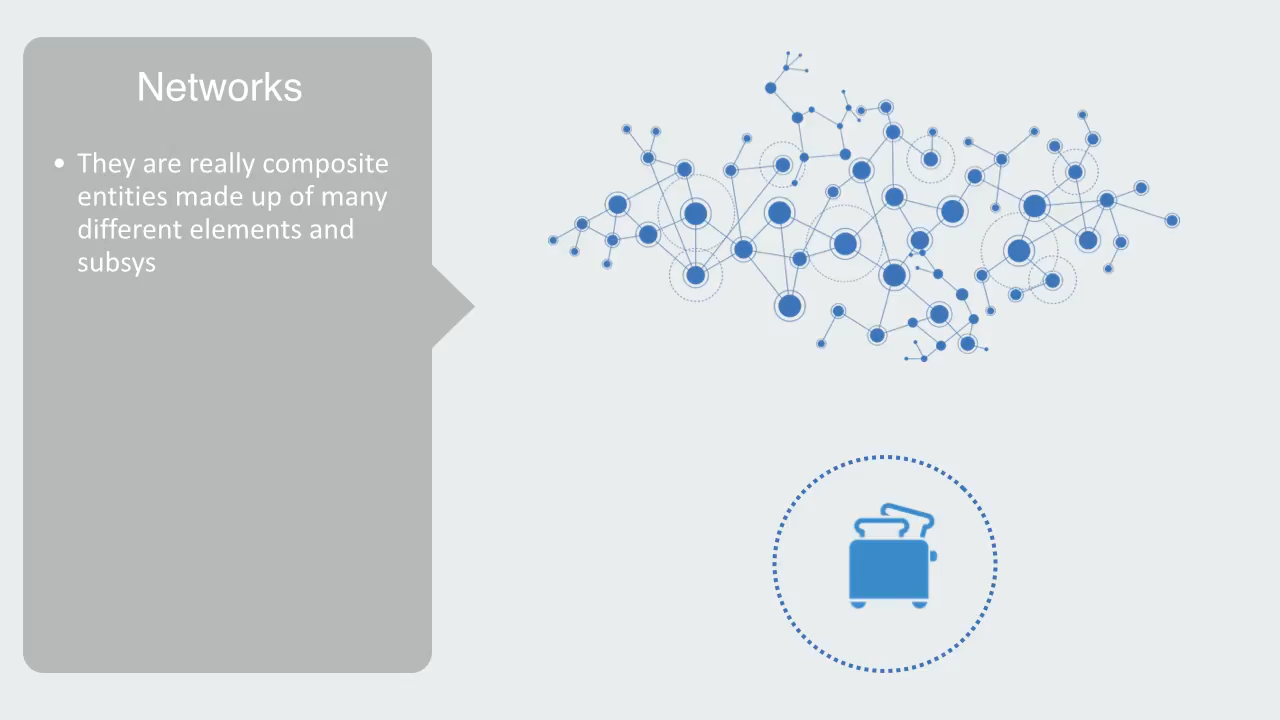 Networks
• They are really composite
entities made up of many
different elements and
subsys